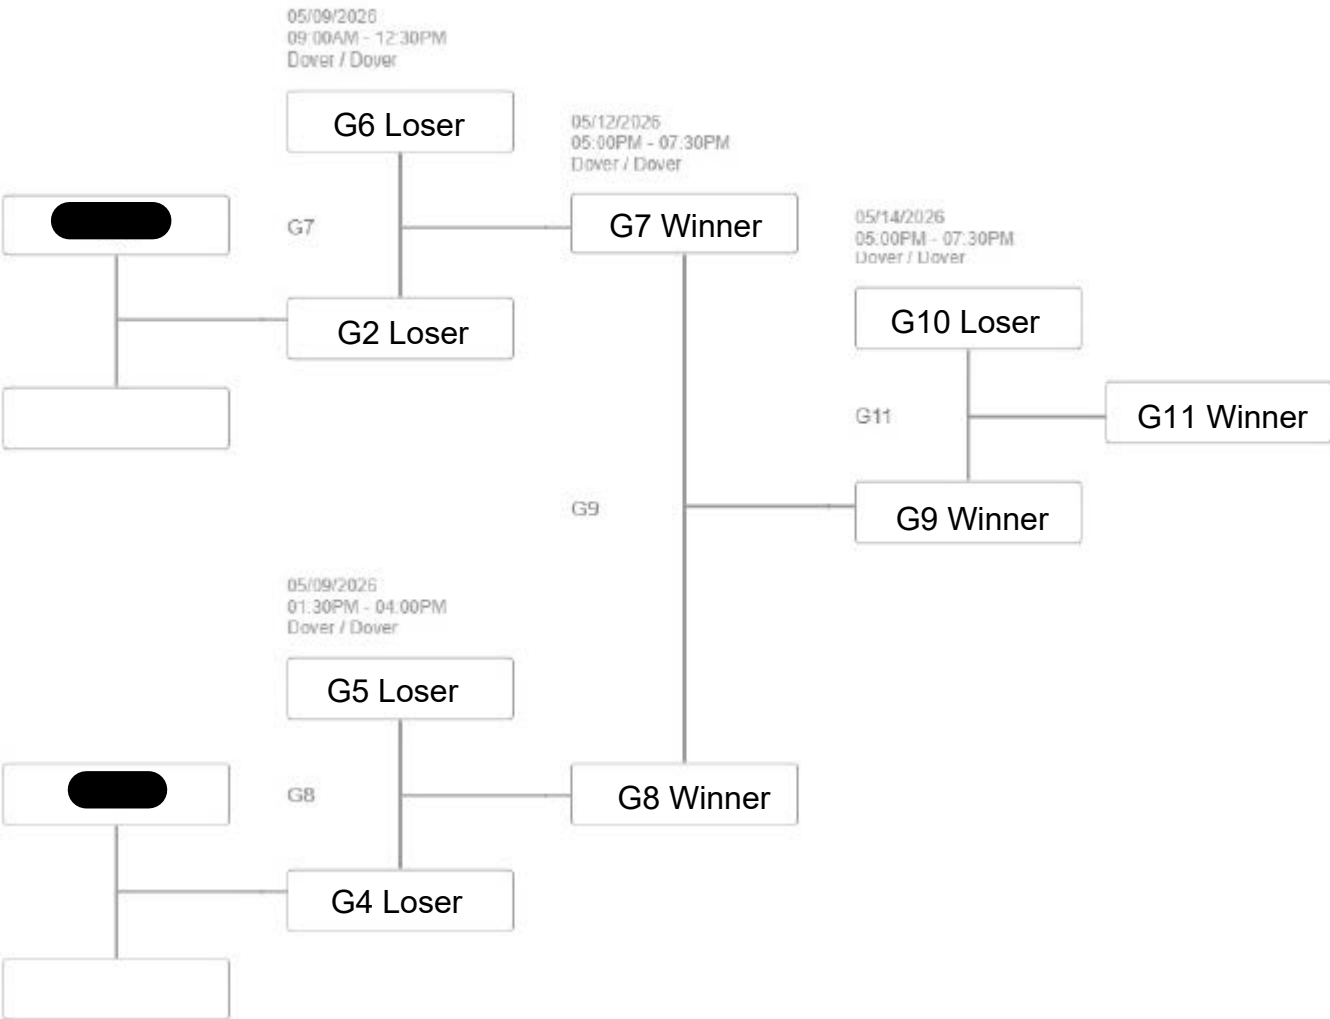 05/09/2026
09:00AM - 12:30PM
Dover / Dover
G6 Loser
G7
G2 Loser
05/12/2026
05:00PM - 07:30PM
Dover / Dover
G7 Winner
G9
05/14/2026
05:00PM - 07:30PM
Dover / Dover
G10 Loser
G11
G11 Winner
G9 Winner
05/09/2026
01:30PM - 04:00PM
Dover / Dover
G5 Loser
G8
G8 Winner
G4 Loser